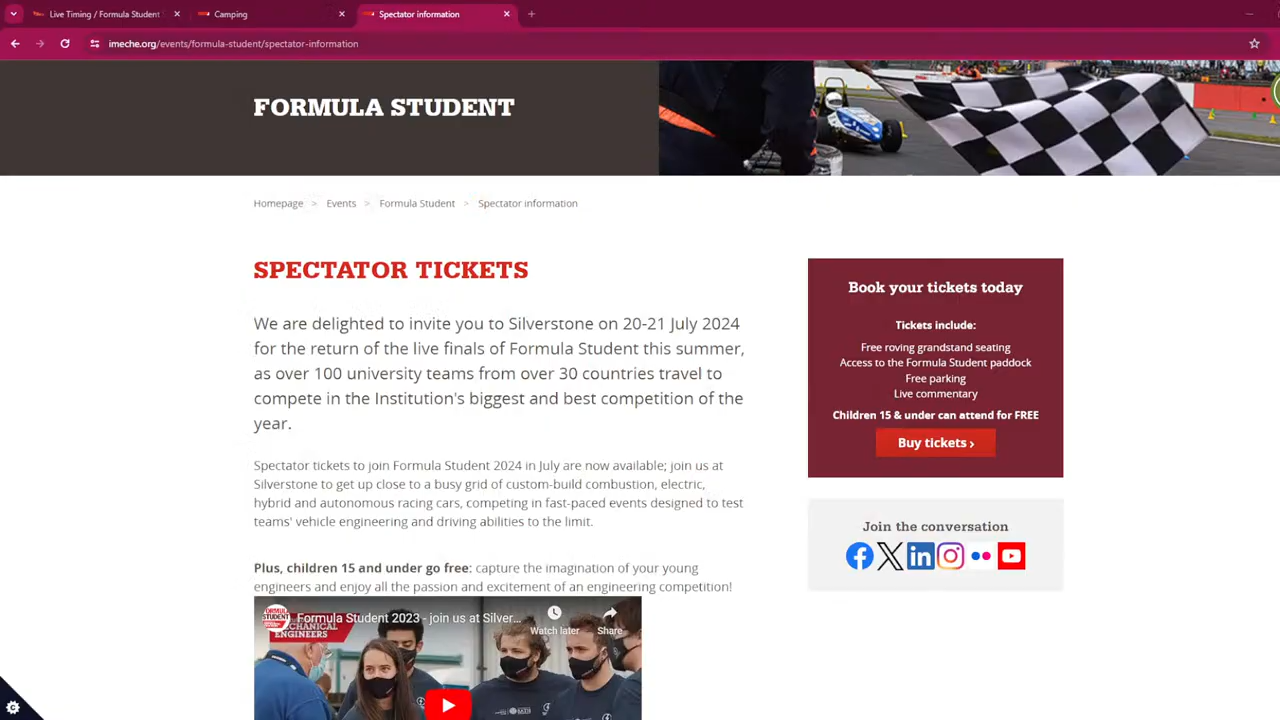 Live Timing / Formula Student
Camping
Spectator information
imeche.org/events/formula-student/spectator-information
FORMULA STUDENT
Homepage > Events > Formula Student > Spectator information
SPECTATOR TICKETS
We are delighted to invite you to Silverstone on 20-21 July 2024
for the return of the live finals of Formula Student this summer,
as over 100 university teams from over 30 countries travel to
compete in the Institution's biggest and best competition of the
year.
Spectator tickets to join Formula Student 2024 in July are now available; join us at
Silverstone to get up close to a busy grid of custom-build combustion, electric,
hybrid and autonomous racing cars, competing in fast-paced events designed to test
teams' vehicle engineering and driving abilities to the limit.
Plus, children 15 and under go free: capture the imagination of your young
engineers and enjoy all the passion and excitement of an engineering competition!
FORMULA
STUDENT
Formula Student 2023 - join us at Silver...
Watch later
Share
MECHANICAL
ENGINEERS
Book your tickets today
Tickets include:
Free roving grandstand seating
Access to the Formula Student paddock
Free parking
Live commentary
Children 15 & under can attend for FREE
Buy tickets ›
Join the conversation